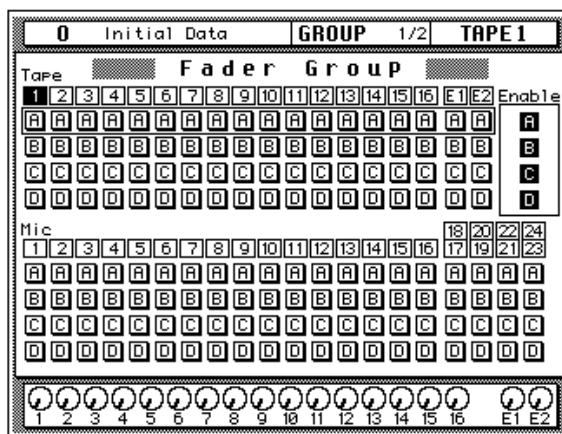 0 Initial Data GROUP 1/2 TAPE1
Fader Group
Tape
1 2 3 4 5 6 7 8 9 10 11 12 13 14 15 16 E1 E2 Enable
A A A A A A A A A A A A A A A A A A A
B B B B B B B B B B B B B B B B B B B
C C C C C C C C C C C C C C C C C C C
D D D D D D D D D D D D D D D D D D D
Mic 18 20 22 24
1 2 3 4 5 6 7 8 9 10 11 12 13 14 15 16 17 19 21 23
A A A A A A A A A A A A A A A A A A A A
B B B B B B B B B B B B B B B B B B B B
C C C C C C C C C C C C C C C C C C C C
D D D D D D D D D D D D D D D D D D D D
1 2 3 4 5 6 7 8 9 10 11 12 13 14 15 16 E1 E2